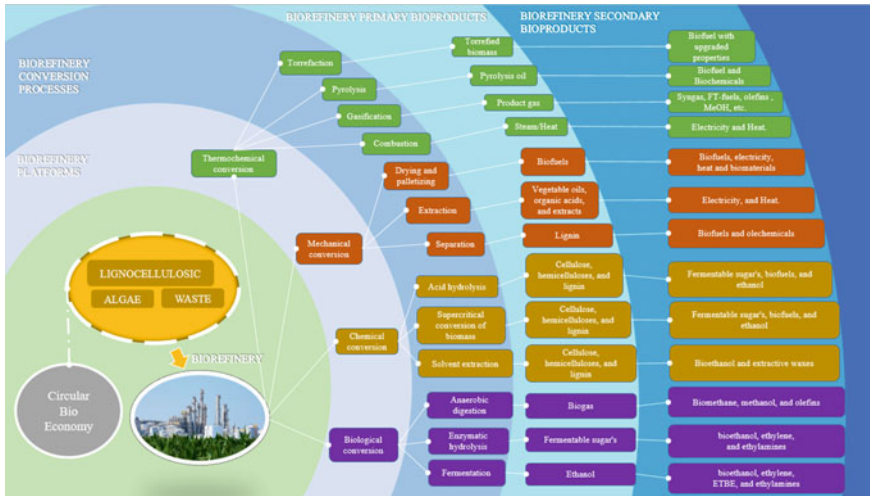 BIOREFINERY PRIMARY BIOPRODUCTS
BIOREFINERY SECONDARY
BIOPRODUCTS
BIOREFINERY
CONVERSION
PROCESSES
BIOREFINERY
PLATFORMS
Thermochemical
conversion
Torrefaction
Torrefied
biomass
Biofuel with
upgraded
properties
Pyrolysis
Pyrolysis oil
Biofuel and
Biochemicals
Gasification
Product gas
Syngas, FT-fuels, olefins ,
MeOH, etc.
Combustion
Steam/Heat
Electricity and Heat.
Mechanical
conversion
Drying and
palletizing
Biofuels
Biofuels, electricity,
heat and biomaterials
Extraction
Vegetable oils,
organic acids,
and extracts
Electricity, and Heat.
Separation
Lignin
Biofuels and olechemicals
Chemical
conversion
Acid hydrolysis
Cellulose,
hemicelluloses, and
lignin
Fermentable sugar's, biofuels, and
ethanol
Supercritical
conversion of
biomass
Cellulose,
hemicelluloses, and
lignin
Fermentable sugar's, biofuels, and
ethanol
Solvent extraction
Cellulose,
hemicelluloses, and
lignin
Bioethanol and extractive waxes
Biological
conversion
Anaerobic
digestion
Biogas
Biomethane, methanol, and olefins
Enzymatic
hydrolysis
Fermentable sugar's
bioethanol, ethylene,
and ethylamines
Fermentation
Ethanol
bioethanol, ethylene,
ETBE, and ethylamines
LIGNOCELLULOSIC
ALGAE
WASTE
BIOREFINERY
Circular
Bio
Economy